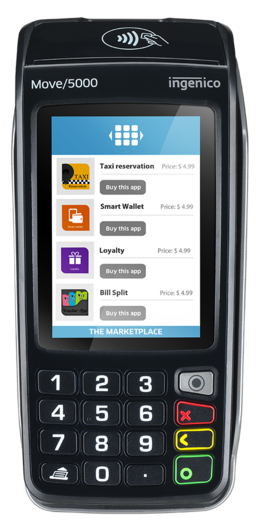 Move/5000 ingenico
TAXI
Taxi reservation Price: $ 4.99
Buy this app
Smart Wallet Price: $ 4.99
Buy this app
Loyalty Price: $ 4.99
Buy this app
Bill Split Price: $ 4.99
Buy this app
THE MARKETPLACE
1 2 3
4 5 6
7 8 9
0 .